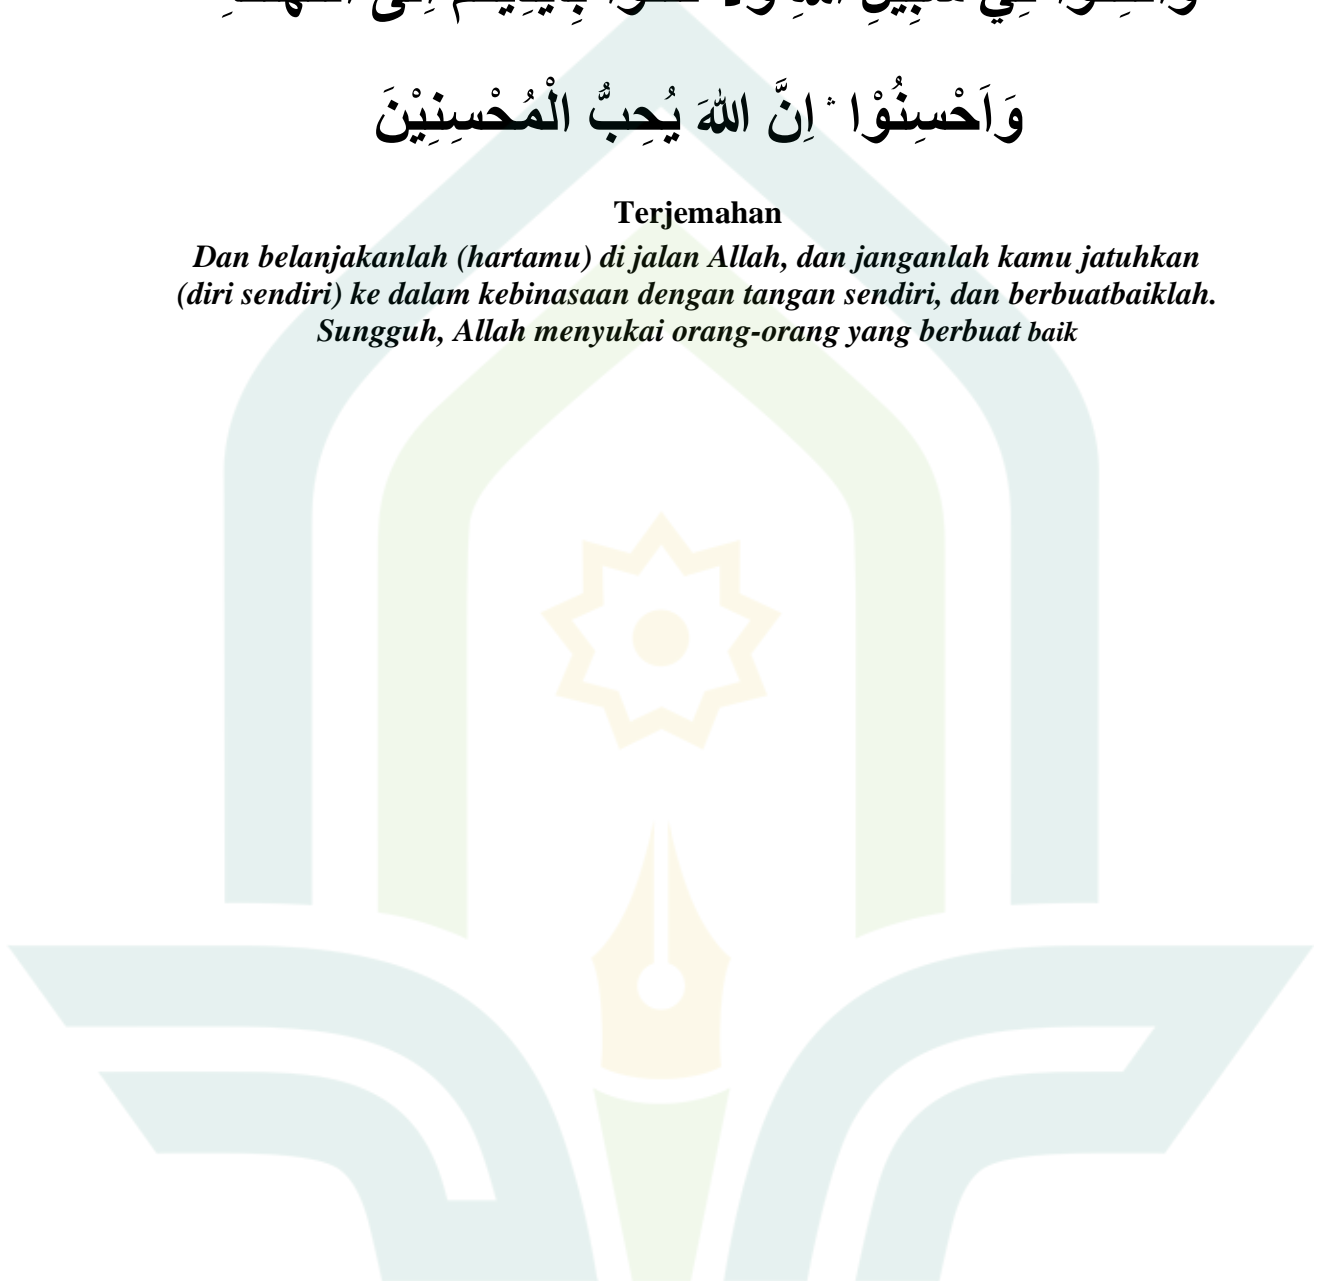 وَاَحْسِنُوْا ۛ اِنَّ اللهَ يُحِبُّ الْمُحْسِنِيْنَ
Terjemahan
Dan belanjakanlah (hartamu) di jalan Allah, dan janganlah kamu jatuhkan
(diri sendiri) ke dalam kebinasaan dengan tangan sendiri, dan berbuatbaiklah.
Sungguh, Allah menyukai orang-orang yang berbuat baik